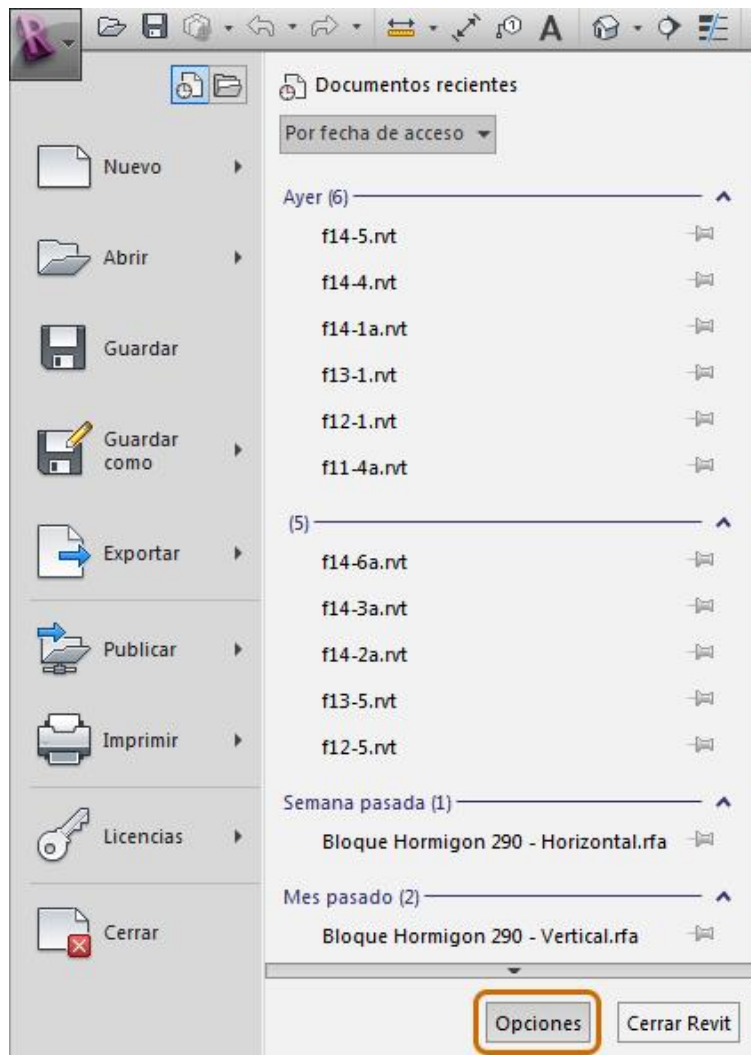 Documentos recientes
Por fecha de acceso
Nuevo
Abrir
Guardar
Guardar
como
Exportar
Publicar
Imprimir
Licencias
Cerrar
Ayer (6)
f14-5.rvt
f14-4.rvt
f14-1a.rvt
f13-1.rvt
f12-1.rvt
f11-4a.rvt
(5)
f14-6a.rvt
f14-3a.rvt
f14-2a.rvt
f13-5.rvt
f12-5.rvt
Semana pasada (1)
Bloque Hormigon 290 - Horizontal.rfa
Mes pasado (2)
Bloque Hormigon 290 - Vertical.rfa
Opciones
Cerrar Revit